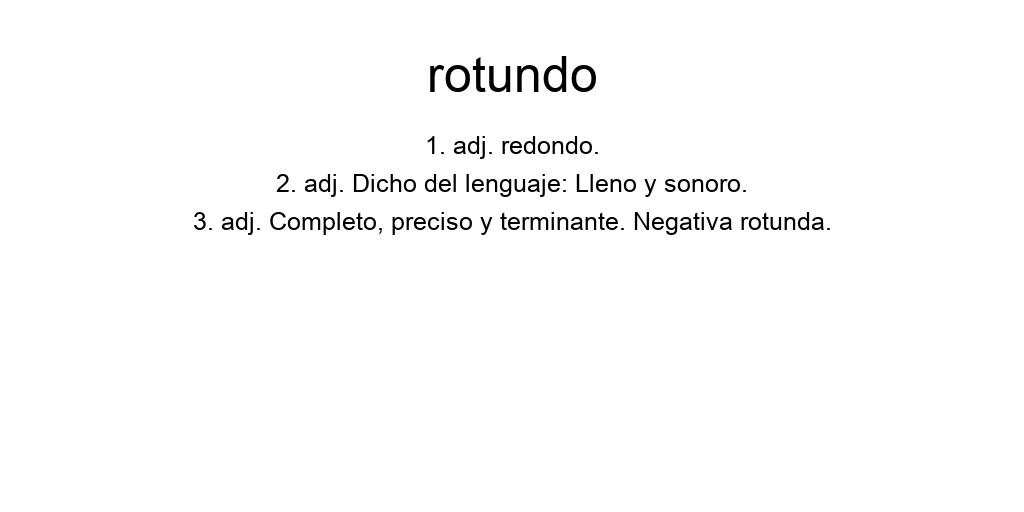 rotundo
1. adj. redondo.
2. adj. Dicho del lenguaje: Lleno y sonoro.
3. adj. Completo, preciso y terminante. Negativa rotunda.